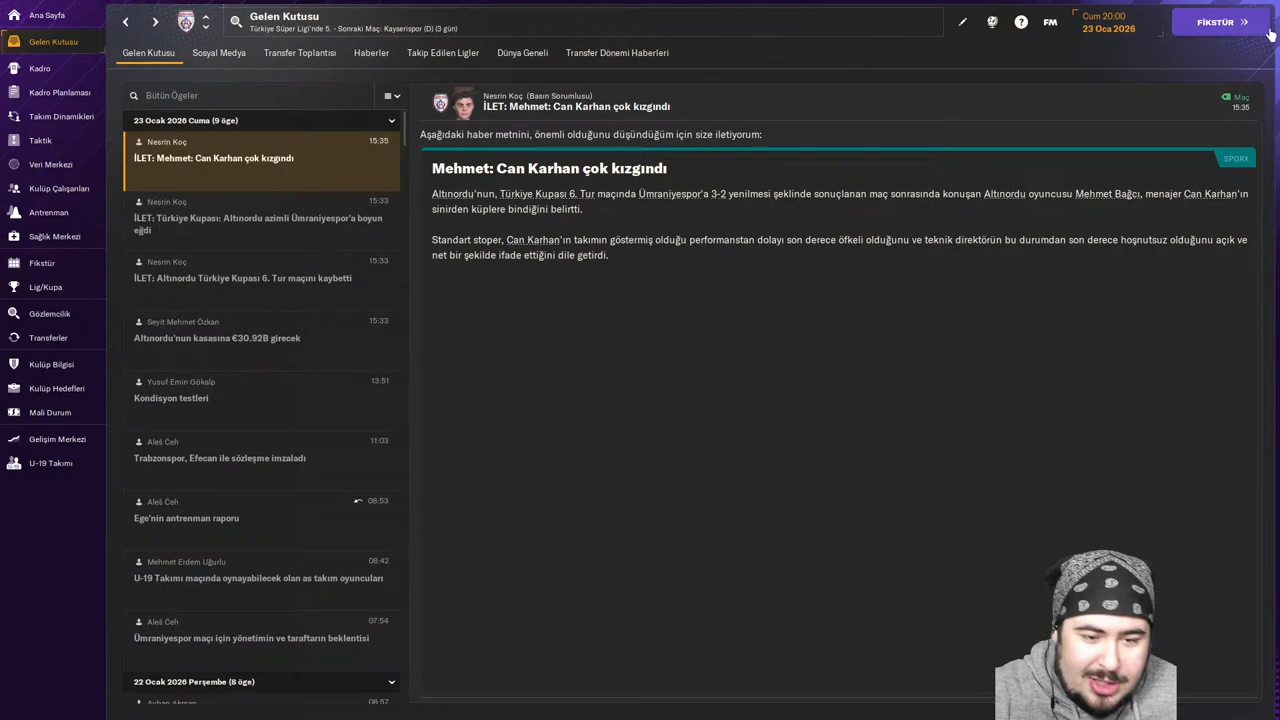 Ana Sayfa
Gelen Kutusu
Kadro
Kadro Planlaması
Takım Dinamikleri
Taktik
Veri Merkezi
Kulüp Çalışanları
Antrenman
Sağlık Merkezi
Fikstür
Lig/Kupa
Gözlemcilik
Transferler
Kulüp Bilgisi
Kulüp Hedefleri
Mali Durum
Gelişim Merkezi
U-19 Takımı
Gelen Kutusu
Türkiye Süper Ligi'nde 5. - Sonraki Maç: Kayserispor (D) (3 gün)
FM
Cum 20:00
23 Oca 2026
FİKSTÜR
Gelen Kutusu Sosyal Medya Transfer Toplantısı Haberler Takip Edilen Ligler Dünya Geneli Transfer Dönemi Haberleri
Bütün Ögeler
23 Ocak 2026 Cuma (9 öge)
Nesrin Koç 15:35
İLET: Mehmet: Can Karhan çok kızgındı
Nesrin Koç 15:33
İLET: Türkiye Kupası: Altınordu azimli Ümraniyespor'a boyun
eğdi
Nesrin Koç 15:33
İLET: Altınordu Türkiye Kupası 6. Tur maçını kaybetti
Seyit Mehmet Özkan 15:33
Altınordu'nun kasasına €30.92B girecek
Yusuf Emin Gökalp 13:51
Kondisyon testleri
Aleš Čeh 11:03
Trabzonspor, Efecan ile sözleşme imzaladı
Aleš Čeh 08:53
Ege'nin antrenman raporu
Mehmet Erdem Uğurlu 08:42
U-19 Takımı maçında oynayabilecek olan as takım oyuncuları
Aleš Čeh 07:54
Ümraniyespor maçı için yönetimin ve taraftarın beklentisi
22 Ocak 2026 Perşembe (8 öge)
Ayhan Akman 08:57
Nesrin Koç (Basın Sorumlusu)
İLET: Mehmet: Can Karhan çok kızgındı
Maç
15:35
Aşağıdaki haber metnini, önemli olduğunu düşündüğüm için size iletiyorum:
SPORX
Mehmet: Can Karhan çok kızgındı
Altınordu'nun, Türkiye Kupası 6. Tur maçında Ümraniyespor'a 3-2 yenilmesi şeklinde sonuçlanan maç sonrasında konuşan Altınordu oyuncusu Mehmet Bağcı, menajer Can Karhan'ın
sinirden küplere bindiğini belirtti.
Standart stoper, Can Karhan'ın takımın göstermiş olduğu performanstan dolayı son derece öfkeli olduğunu ve teknik direktörün bu durumdan son derece hoşnutsuz olduğunu açık ve
net bir şekilde ifade ettiğini dile getirdi.